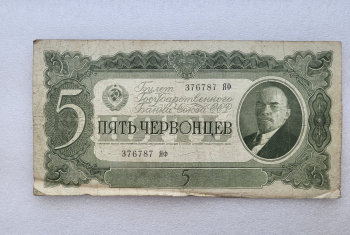 Билет
Государственного
Банка Союза ССР
376787 ЯФ
5
ПЯТЬ ЧЕРВОНЦЕВ
376787 ЯФ
5